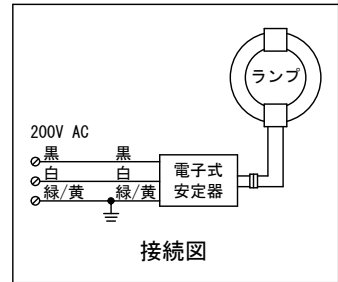 ランプ
200V AC
黒 黒
白 白
緑/黄 緑/黄
電子式
安定器
接続図